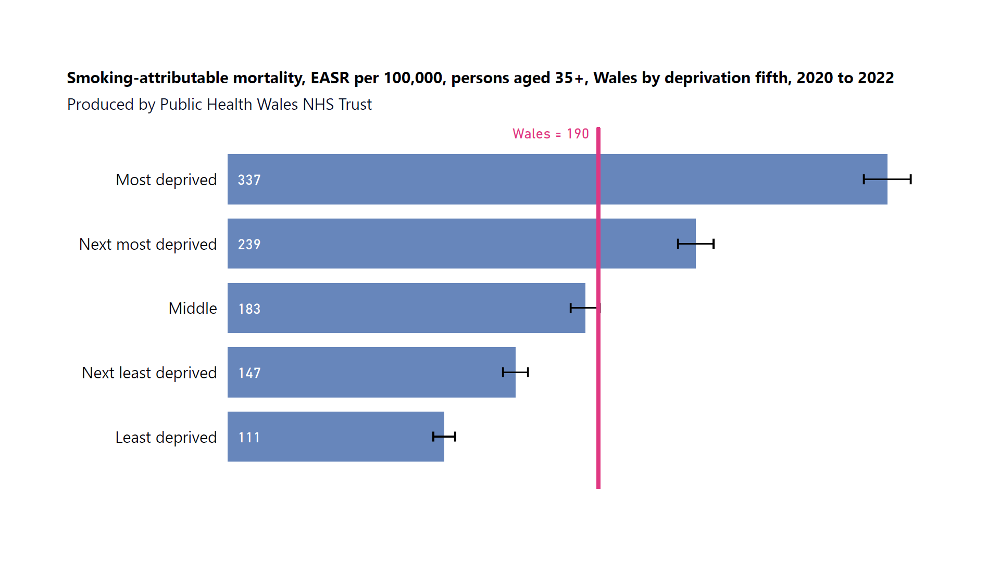 Smoking-attributable mortality, EASR per 100,000, persons aged 35+, Wales by deprivation fifth, 2020 to 2022
Produced by Public Health Wales NHS Trust
Wales = 190
Most deprived 337
Next most deprived 239
Middle 183
Next least deprived 147
Least deprived 111